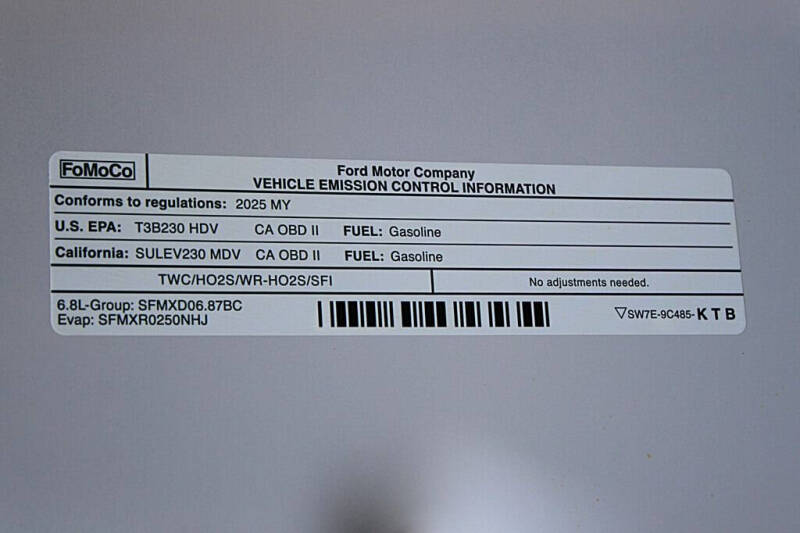 FoMoCo
Ford Motor Company
VEHICLE EMISSION CONTROL INFORMATION
Conforms to regulations: 2025 MY
U.S. EPA: T3B230 HDV CA OBD II FUEL: Gasoline
California: SULEV230 MDV CA OBD II FUEL: Gasoline
TWC/HO2S/WR-HO2S/SFI No adjustments needed.
6.8L-Group: SFMXD06.87BC
Evap: SFMXR0250NHJ
▽SW7E-9C485-KTB